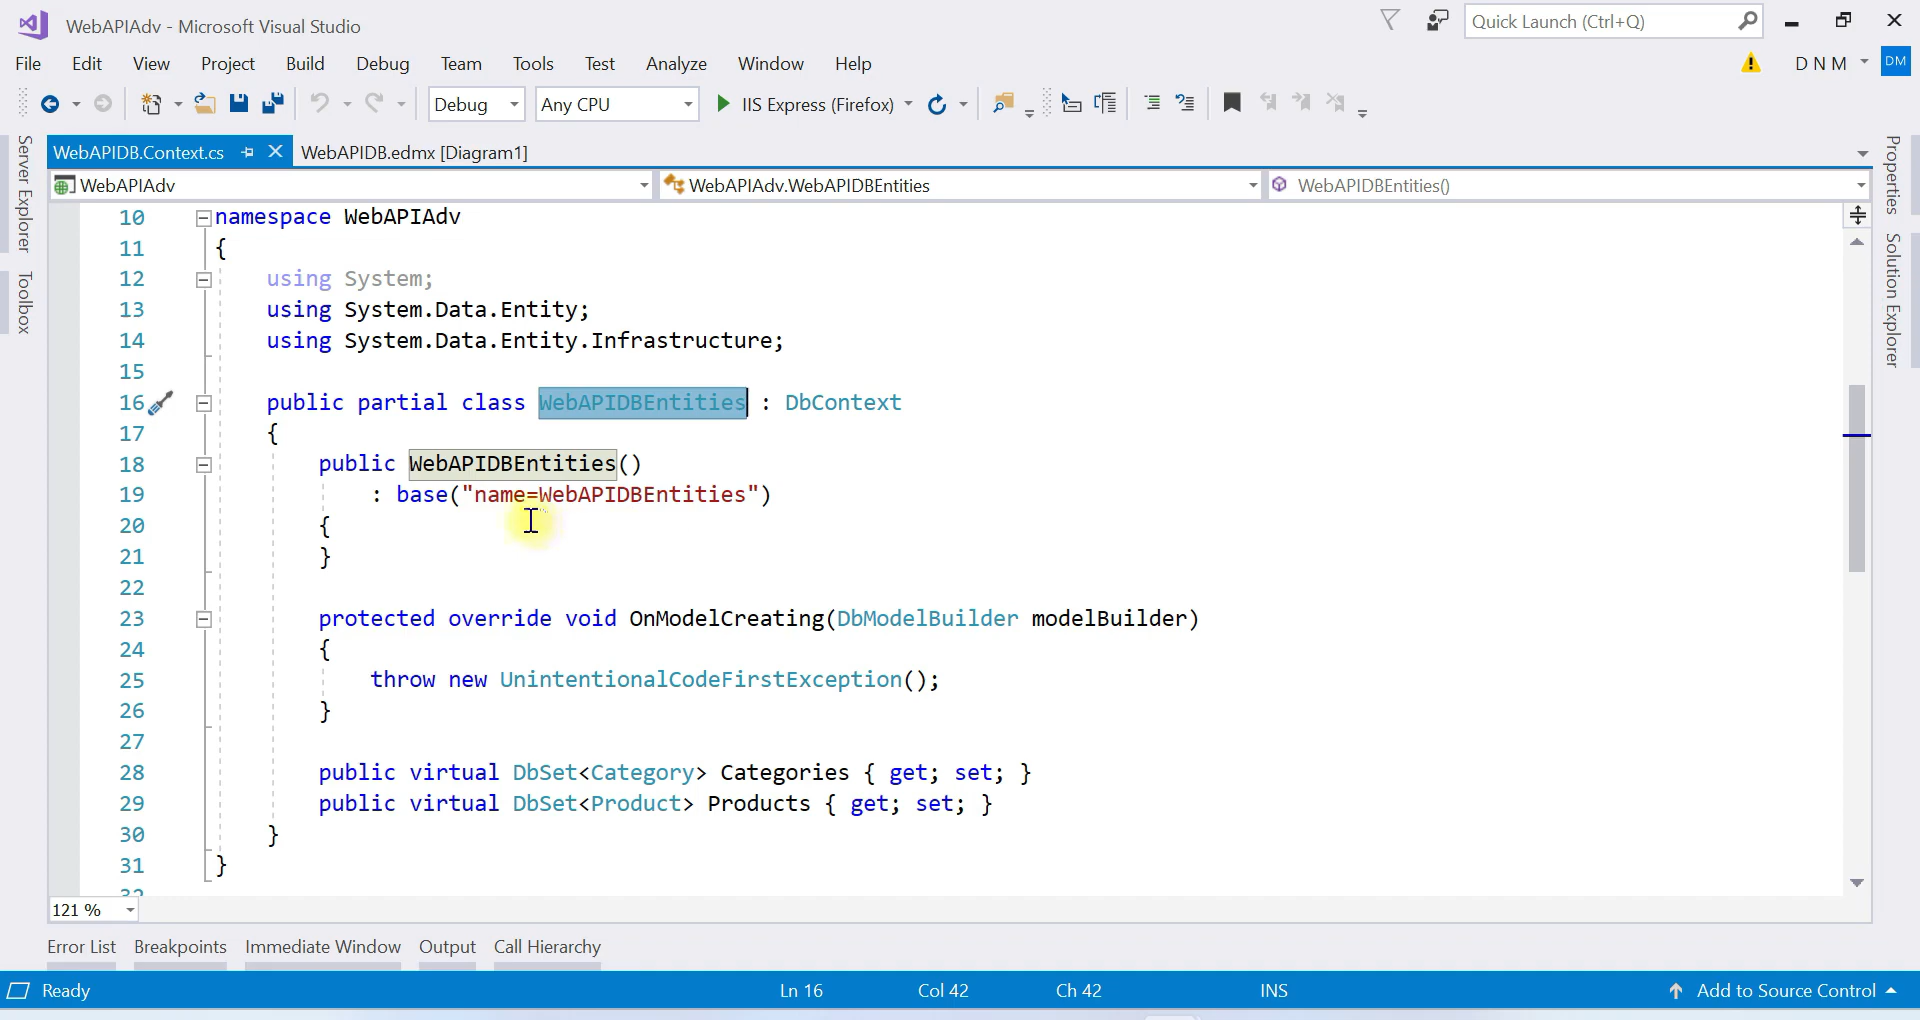 WebAPIAdv - Microsoft Visual Studio
Quick Launch (Ctrl+Q)
File Edit View Project Build Debug Team Tools Test Analyze Window Help
D N M DM
Debug Any CPU IIS Express (Firefox)
WebAPIDB.Context.cs WebAPIDB.edmx [Diagram1]
WebAPIAdv WebAPIAdv.WebAPIDBEntities WebAPIDBEntities()
Server Explorer
Toolbox
Properties
Solution Explorer
10 namespace WebAPIAdv
11 {
12 using System;
13 using System.Data.Entity;
14 using System.Data.Entity.Infrastructure;
15
16 public partial class WebAPIDBEntities : DbContext
17 {
18 public WebAPIDBEntities()
19 : base("name=WebAPIDBEntities")
20 {
21 }
22
23 protected override void OnModelCreating(DbModelBuilder modelBuilder)
24 {
25 throw new UnintentionalCodeFirstException();
26 }
27
28 public virtual DbSet<Category> Categories { get; set; }
29 public virtual DbSet<Product> Products { get; set; }
30 }
31 }
121 %
Error List Breakpoints Immediate Window Output Call Hierarchy
Ready Ln 16 Col 42 Ch 42 INS Add to Source Control